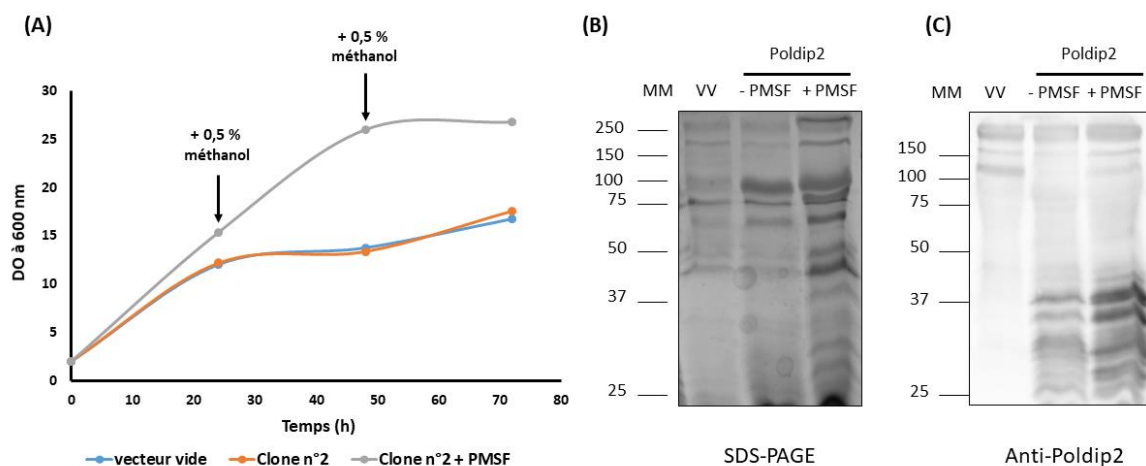 (A)
+ 0,5 %
méthanol
+ 0,5 %
méthanol
DO à 600 nm
30
25
20
15
10
5
0
0 10 20 30 40 50 60 70 80
Temps (h)
vecteur vide Clone n°2 Clone n°2 + PMSF
(B)
Poldip2
MM VV - PMSF + PMSF
250
150
100
75
50
37
25
SDS-PAGE
(C)
Poldip2
MM VV - PMSF + PMSF
150
100
75
50
37
25
Anti-Poldip2